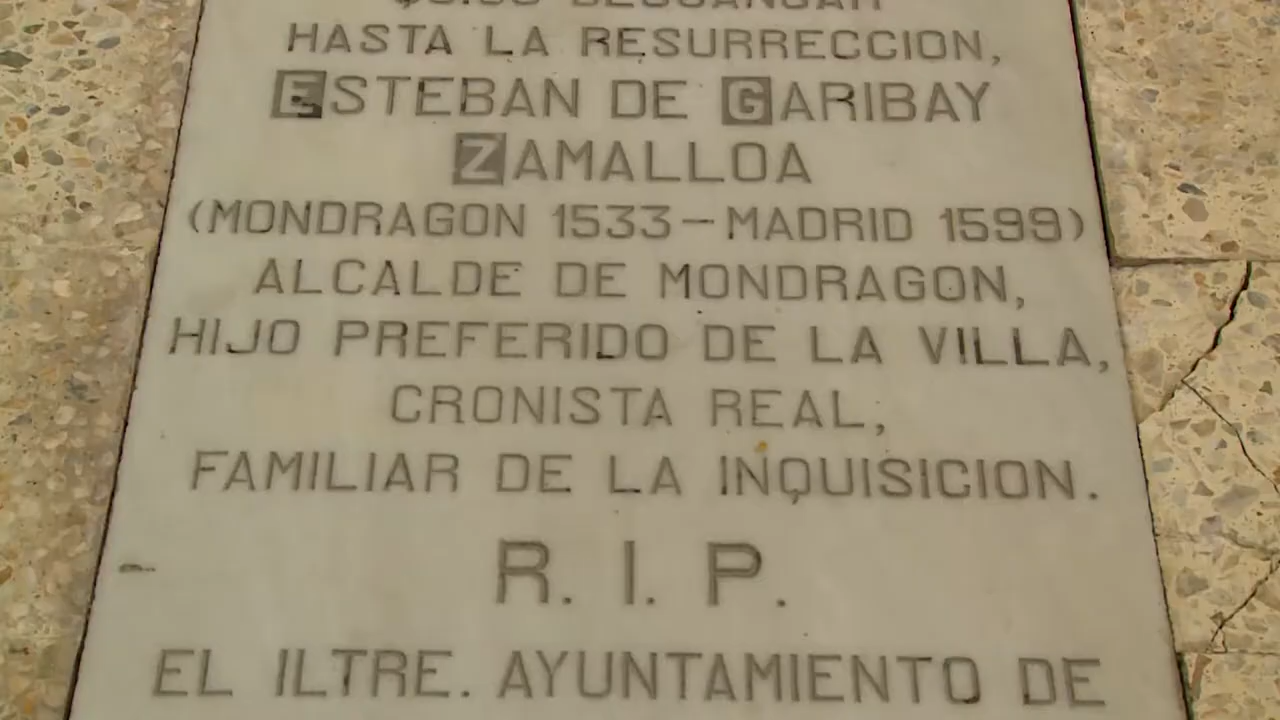 HASTA LA RESURRECCION,
ESTEBAN DE GARIBAY
ZAMALLOA
(MONDRAGON 1533-MADRID 1599)
ALCALDE DE MONDRAGON,
HIJO PREFERIDO DE LA VILLA,
CRONISTA REAL,
FAMILIAR DE LA INQUISICION.
R. I. P.
EL ILTRE. AYUNTAMIENTO DE